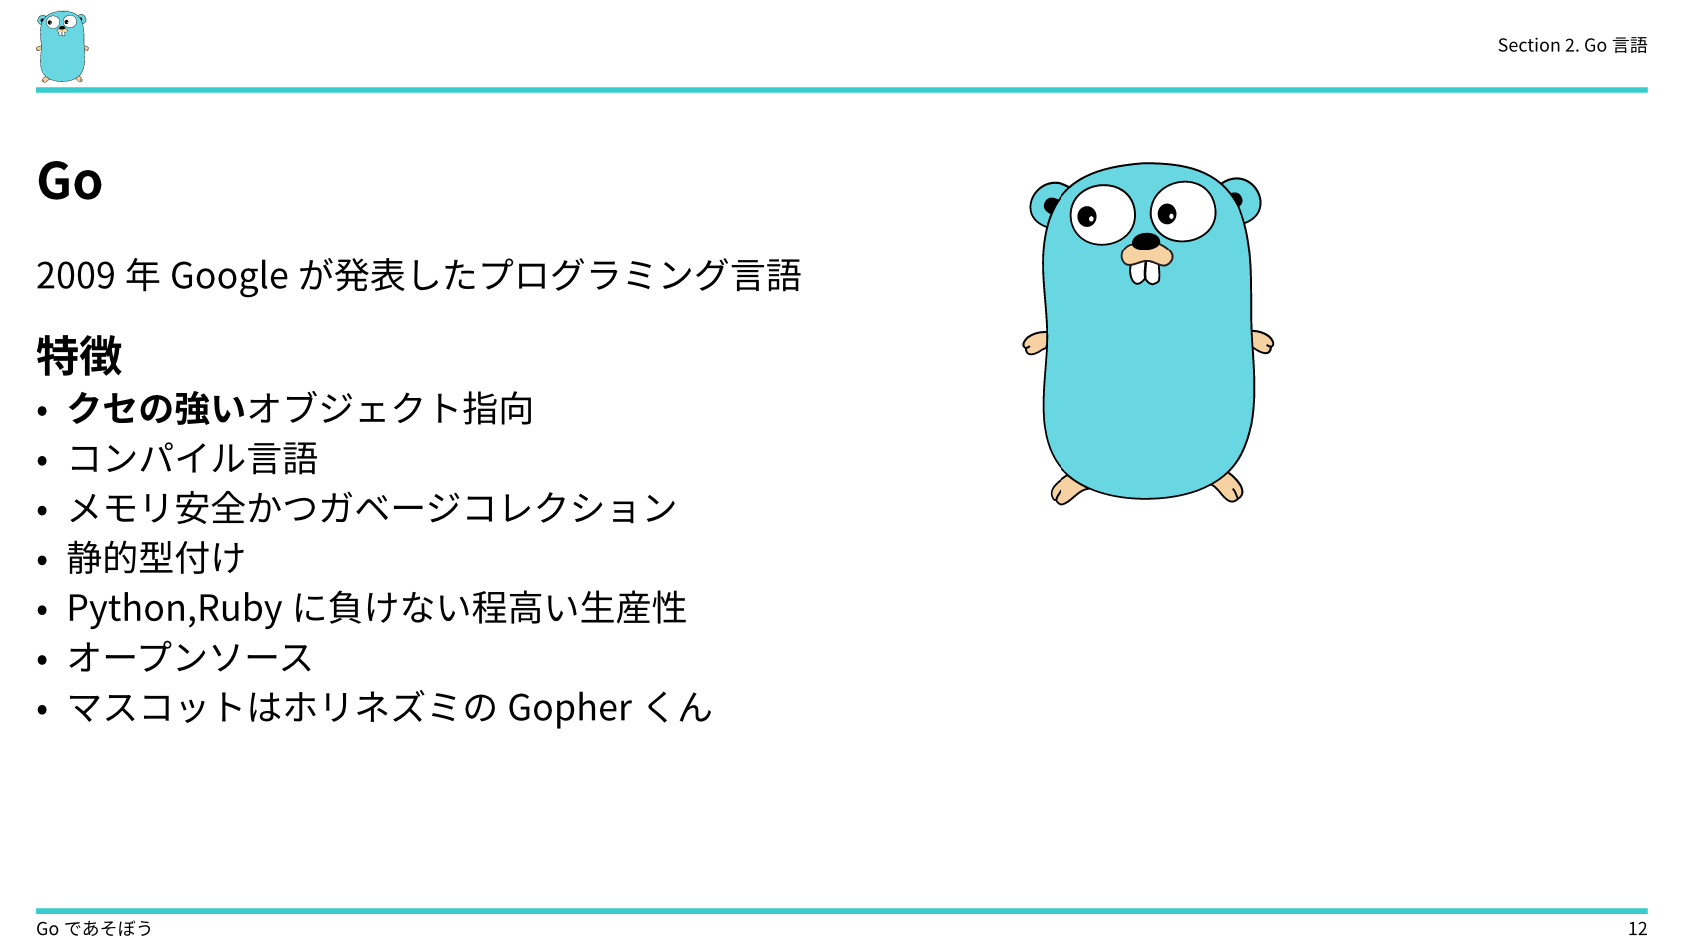 Section 2. Go 言語
Go
2009 年 Google が発表したプログラミング言語
特徴
• クセの強いオブジェクト指向
• コンパイル言語
• メモリ安全かつガベージコレクション
• 静的型付け
• Python,Ruby に負けない程高い生産性
• オープンソース
• マスコットはホリネズミの Gopher くん
Go であそぼう
12